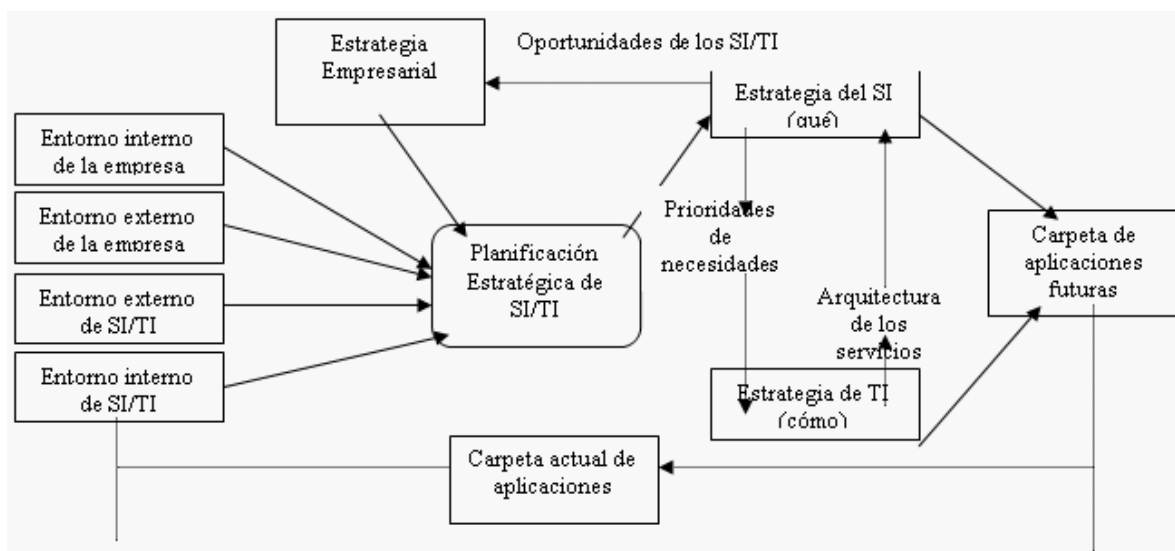 Estrategia
Empresarial
Oportunidades de los SI/TI
Estrategia del SI
(qué)
Entorno interno
de la empresa
Entorno externo
de la empresa
Entorno externo
de SI/TI
Entorno interno
de SI/TI
Planificación
Estratégica de
SI/TI
Prioridades
de
necesidades
Arquitectura
de los
servicios
Carpeta de
aplicaciones
futuras
Estrategia de TI
(cómo)
Carpeta actual de
aplicaciones